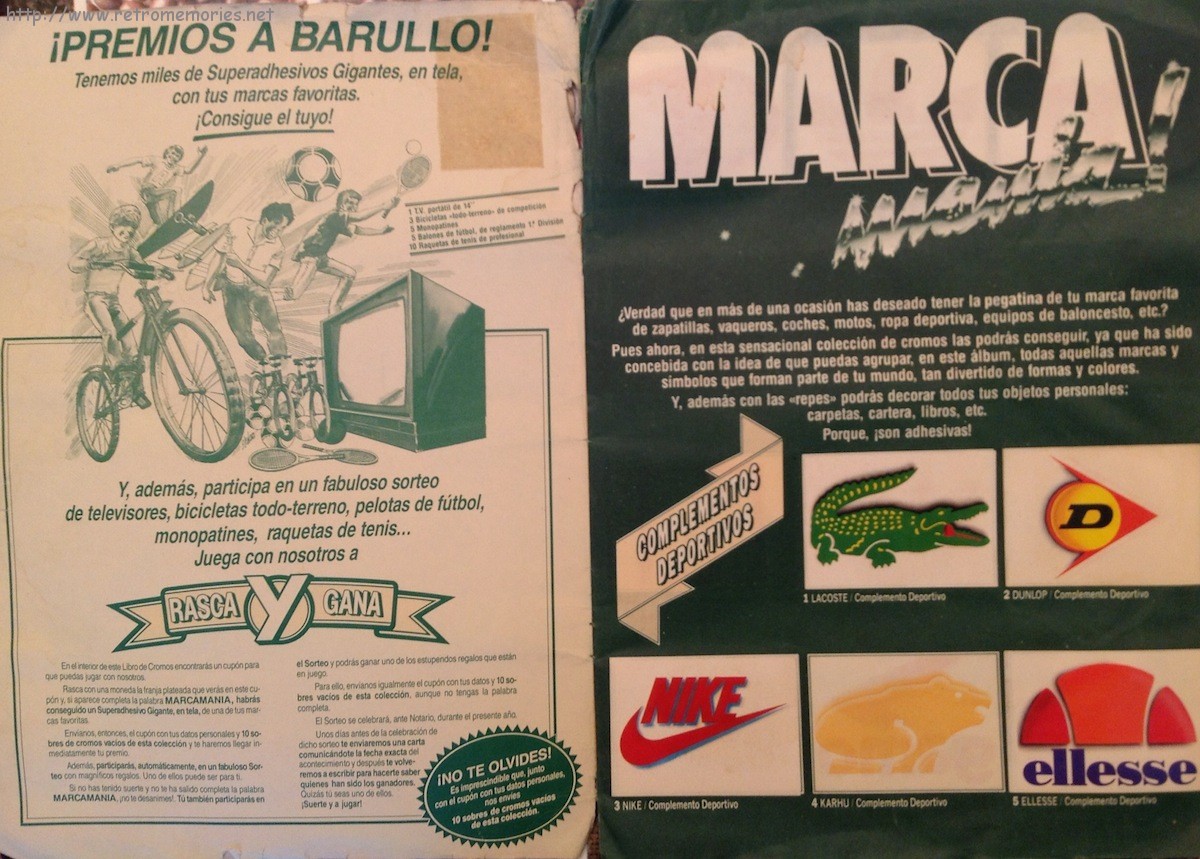 http://www.retromemories.net
¡PREMIOS A BARULLO!
Tenemos miles de Superadhesivos Gigantes, en tela,
con tus marcas favoritas.
¡Consigue el tuyo!
1 T.V. portátil de 14"
3 Bicicletas «todo-terreno» de competición
5 Monopatines
5 Balones de fútbol, de reglamento 1.ª División
10 Raquetas de tenis de profesional
Y, además, participa en un fabuloso sorteo
de televisores, bicicletas todo-terreno, pelotas de fútbol,
monopatines, raquetas de tenis...
Juega con nosotros a
RASCA Y GANA
En el interior de este Libro de Cromos encontrarás un cupón para
que puedas jugar con nosotros.
Rasca con una moneda la franja plateada que verás en este cu-
pón y, si aparece completa la palabra MARCAMANIA, habrás
conseguido un Superadhesivo Gigante, en tela, de una de tus mar-
cas favoritas.
Envíanos, entonces, el cupón con tus datos personales y 10 so-
bres de cromos vacíos de esta colección y te haremos llegar in-
mediatamente tu premio.
Además, participarás, automáticamente, en un fabuloso Sor-
teo con magníficos regalos. Uno de ellos puede ser para ti.
Si no has tenido suerte y no te ha salido completa la palabra
MARCAMANIA, ¡no te desanimes!. Tú también participarás en
el Sorteo y podrás ganar uno de los estupendos regalos que están
en juego.
Para ello, envíanos igualmente el cupón con tus datos y 10 so-
bres vacíos de esta colección, aunque no tengas la palabra
completa.
El Sorteo se celebrará, ante Notario, durante el presente año.
Unos días antes de la celebración de
dicho sorteo te enviaremos una carta
comunicándote la fecha exacta del
acontecimiento y después te volve-
remos a escribir para hacerte saber
quienes han sido los ganadores.
Quizás tú seas uno de ellos.
¡Suerte y a jugar!
¡NO TE OLVIDES!
Es imprescindible que, junto
con el cupón con tus datos personales,
nos envíes
10 sobres de cromos vacíos
de esta colección.
MARCA
manía!
¿Verdad que en más de una ocasión has deseado tener la pegatina de tu marca favorita
de zapatillas, vaqueros, coches, motos, ropa deportiva, equipos de baloncesto, etc.?
Pues ahora, en esta sensacional colección de cromos las podrás conseguir, ya que ha sido
concebida con la idea de que puedas agrupar, en este álbum, todas aquellas marcas y
símbolos que forman parte de tu mundo, tan divertido de formas y colores.
Y, además con las «repes» podrás decorar todos tus objetos personales:
carpetas, cartera, libros, etc.
Porque, ¡son adhesivas!
COMPLEMENTOS
DEPORTIVOS
D
1 LACOSTE / Complemento Deportivo
2 DUNLOP / Complemento Deportivo
NIKE
ellesse
3 NIKE / Complemento Deportivo
4 KARHU / Complemento Deportivo
5 ELLESSE / Complemento Deportivo